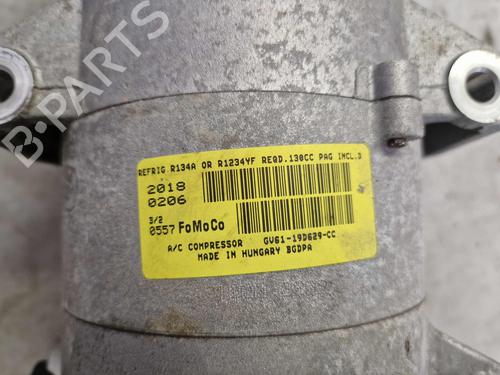 B-PARTS
REFRIG R134A OR R1234YF REQD.130CC PAG INCL.D
2018
0206
3/2
0557 FoMoCo
A/C COMPRESSOR GV61-19D629-CC
MADE IN HUNGARY BGDPA